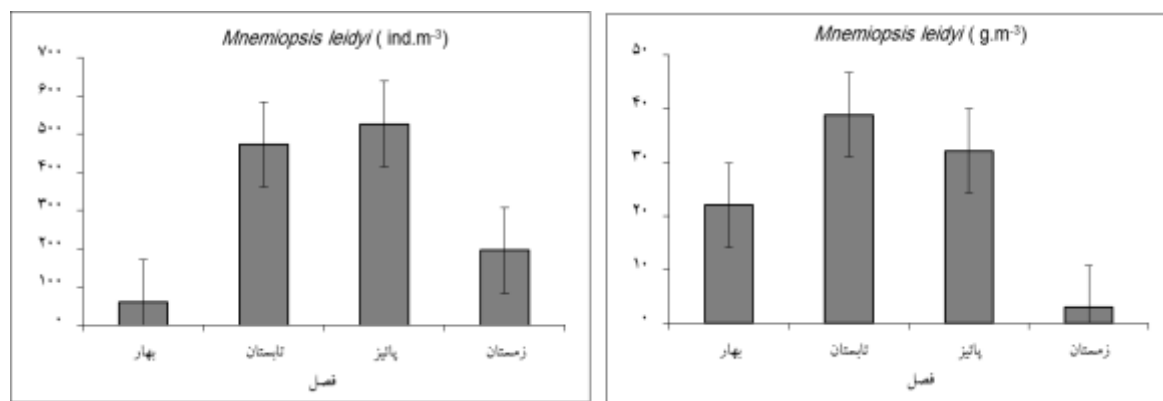 Mnemiopsis leidyi ( ind.m-3)
۷۰۰
۶۰۰
۵۰۰
۴۰۰
۳۰۰
۲۰۰
۱۰۰
۰
بهار
تابستان
پائیز
زمستان
فصل
Mnemiopsis leidyi ( g.m-3)
۵۰
۴۰
۳۰
۲۰
۱۰
۰
بهار
تابستان
پائیز
زمستان
فصل